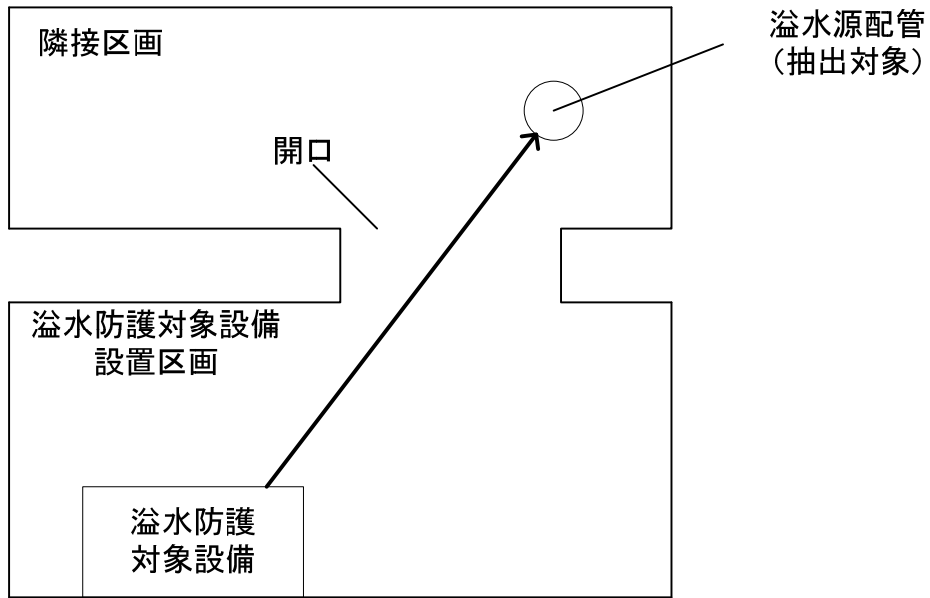 隣接区画
溢水源配管
（抽出対象）
開口
溢水防護対象設備
設置区画
溢水防護
対象設備